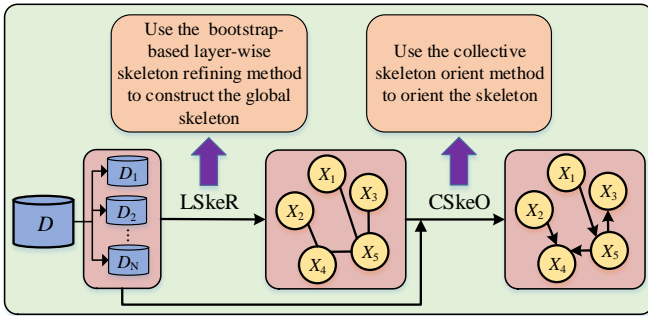 Use the bootstrap-
based layer-wise
skeleton refining method
to construct the global
skeleton
Use the collective
skeleton orient method
to orient the skeleton
D
D1
D2
DN
LSkeR
X1
X2
X3
X4
X5
CSkeO
X1
X2
X3
X4
X5